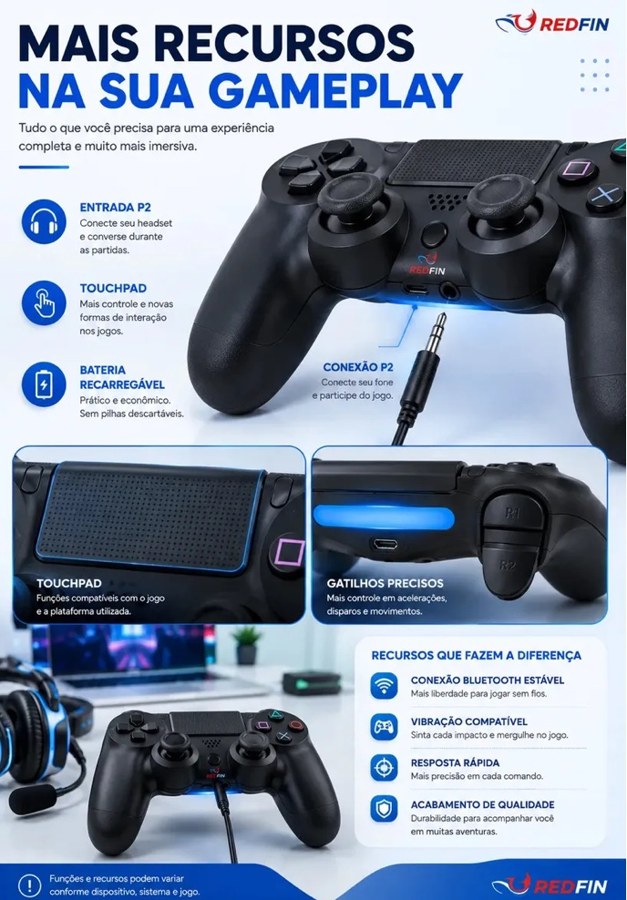 MAIS RECURSOS
NA SUA GAMEPLAY
REDFIN
Tudo o que você precisa para uma experiência
completa e muito mais imersiva.
ENTRADA P2
Conecte seu headset
e converse durante
as partidas.
TOUCHPAD
Mais controle e novas
formas de interação
nos jogos.
BATERIA
RECARREGÁVEL
Prático e econômico.
Sem pilhas descartáveis.
REDFIN
CONEXÃO P2
Conecte seu fone
e participe do jogo.
TOUCHPAD
Funções compatíveis com o jogo
e a plataforma utilizada.
R1
R2
GATILHOS PRECISOS
Mais controle em acelerações,
disparos e movimentos.
RECURSOS QUE FAZEM A DIFERENÇA
CONEXÃO BLUETOOTH ESTÁVEL
Mais liberdade para jogar sem fios.
VIBRAÇÃO COMPATÍVEL
Sinta cada impacto e mergulhe no jogo.
RESPOSTA RÁPIDA
Mais precisão em cada comando.
ACABAMENTO DE QUALIDADE
Durabilidade para acompanhar você
em muitas aventuras.
REDFIN
Funções e recursos podem variar
conforme dispositivo, sistema e jogo.
REDFIN